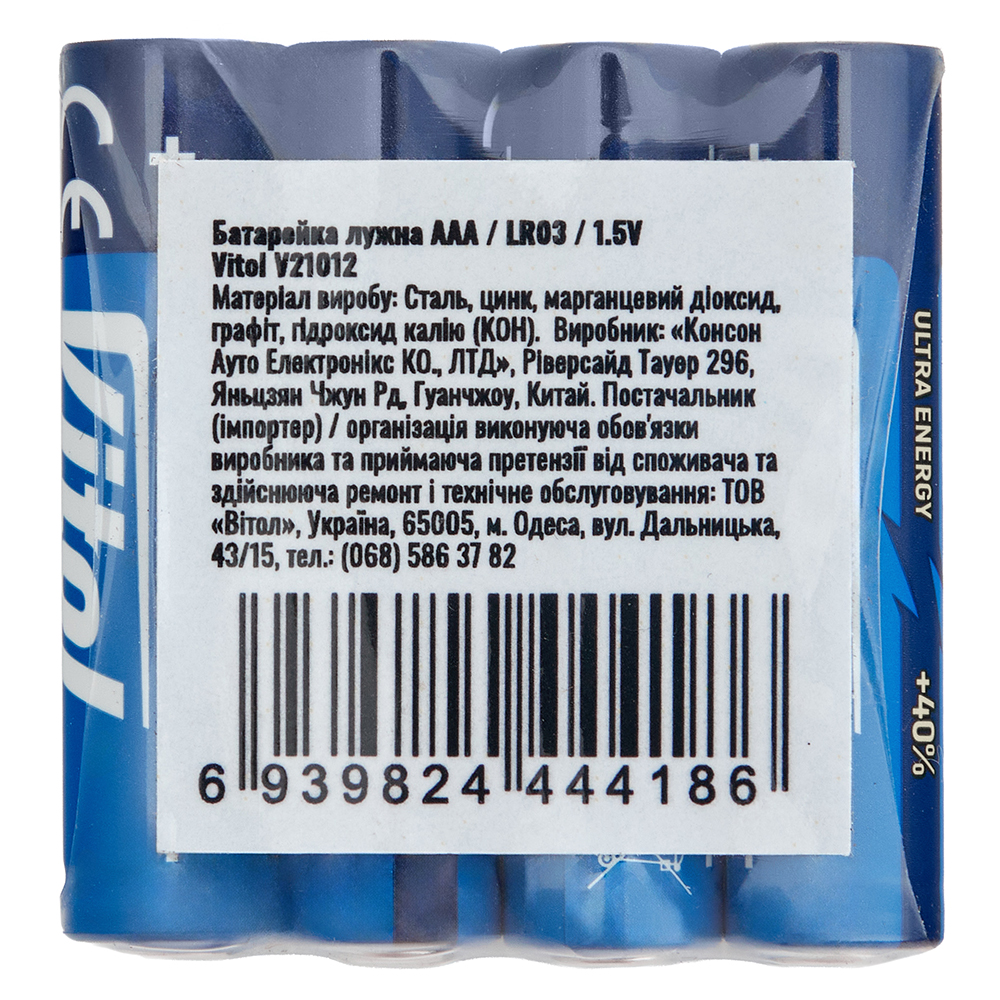 Батарейка лужна AAA / LR03 / 1.5V
Vitol У21012
Матеріал виробу: Сталь, цинк, марганцевий діоксид,
графіт, гідроксид калію (КОН). Виробник: «Консон
Ауто Електронікс КО., ЛТД», Ріверсайд Тауер 296,
Яньцзян Чжун Рд, Гуанчжоу, Китай. Постачальник
(імпортер) / організація виконуюча обов'язки
виробника та приймаюча претензії від споживача та
здійснююча ремонт і технічне обслуговування: ТОВ
«Вітол», Україна, 65005, м. Одеса, вул. Дальницька,
43/15, тел.: (068) 586 37 82
6 939824 444186
CE
Vitol
ULTRA ENERGY
+40%